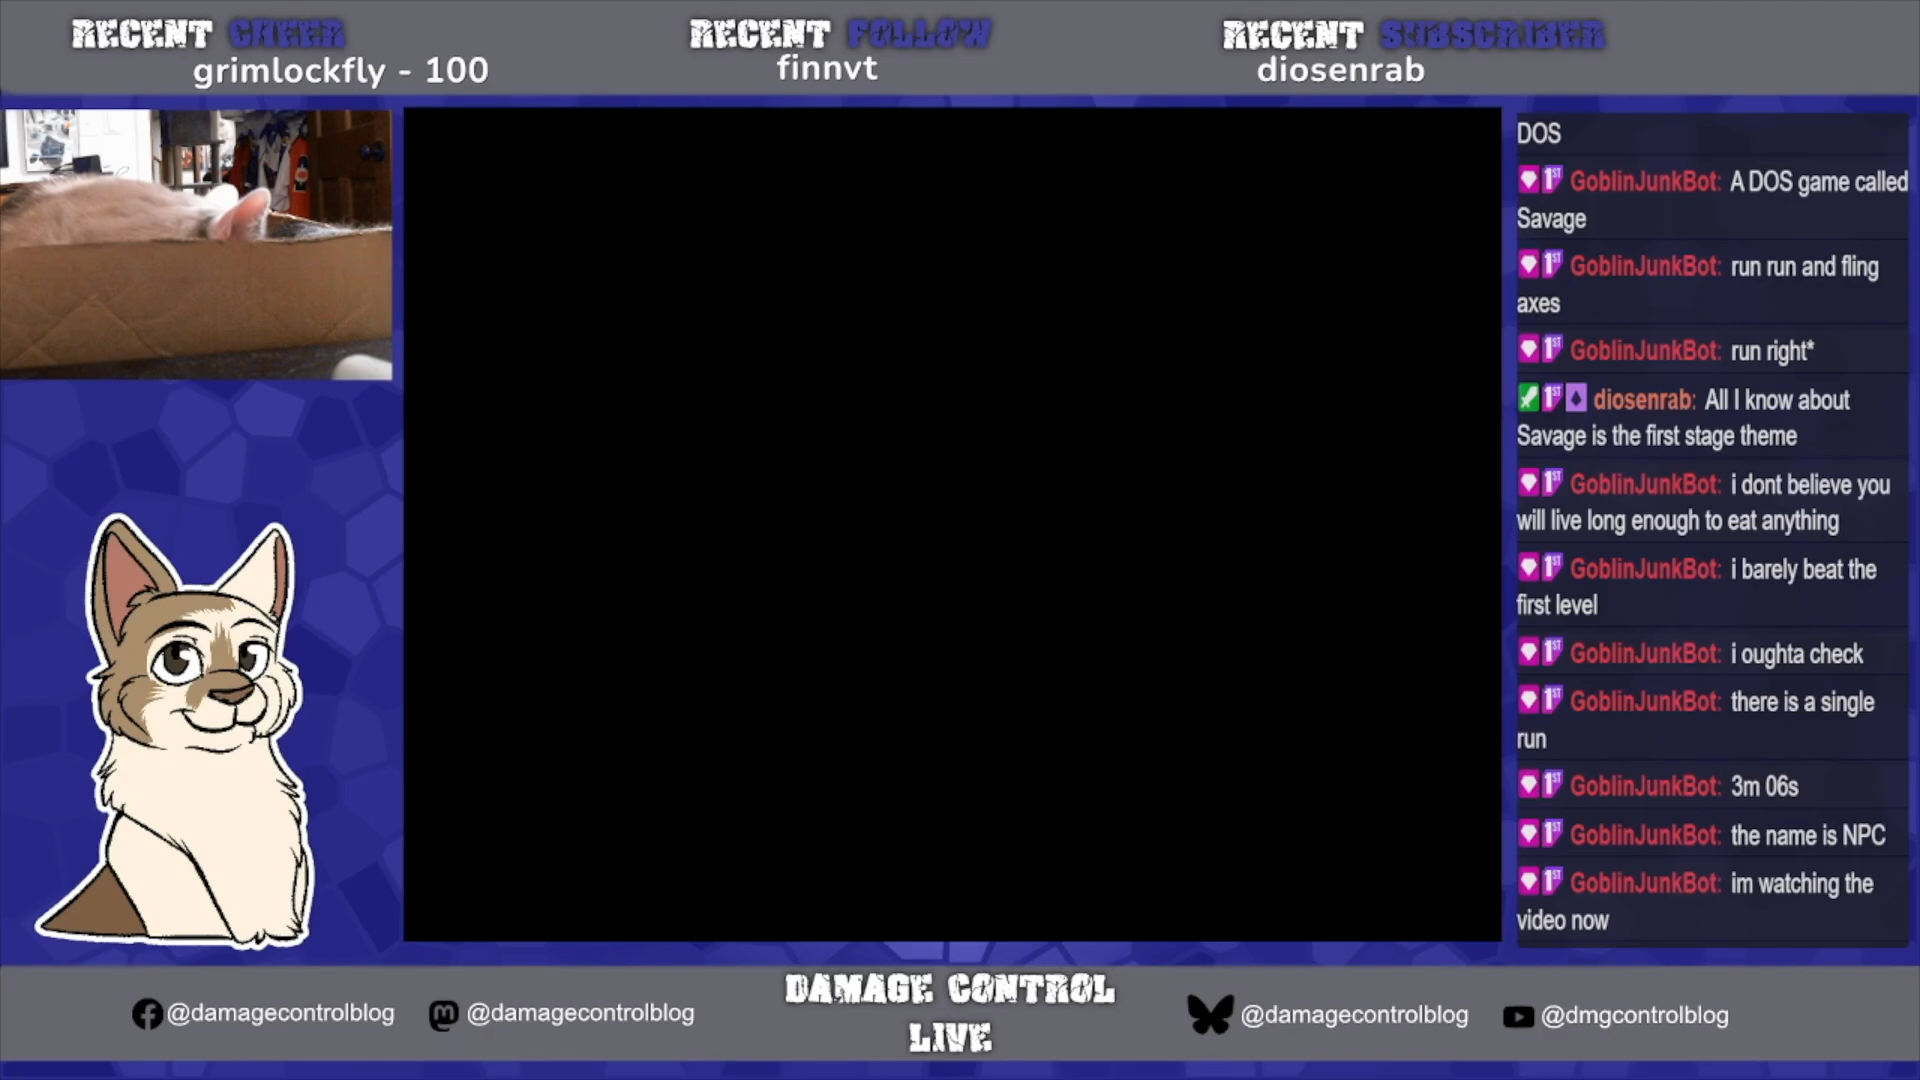 RECENT CHEER
grimlockfly - 100
RECENT FOLLOW
finnvt
RECENT SUBSCRIBER
diosenrab
DOS
GoblinJunkBot: A DOS game called
Savage
GoblinJunkBot: run run and fling
axes
GoblinJunkBot: run right*
diosenrab: All I know about
Savage is the first stage theme
GoblinJunkBot: i dont believe you
will live long enough to eat anything
GoblinJunkBot: i barely beat the
first level
GoblinJunkBot: i oughta check
GoblinJunkBot: there is a single
run
GoblinJunkBot: 3m 06s
GoblinJunkBot: the name is NPC
GoblinJunkBot: im watching the
video now
@damagecontrolblog
@damagecontrolblog
DAMAGE CONTROL
LIVE
@damagecontrolblog
@dmgcontrolblog